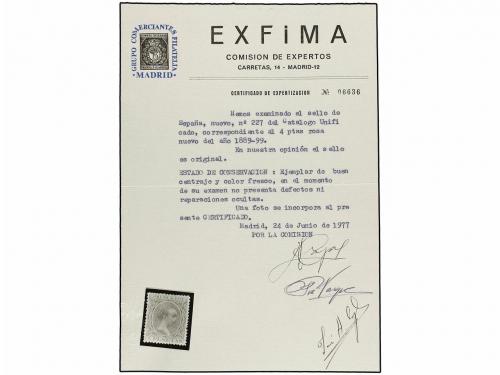 GRUPO COMERCIANTES FILATELIA
·MADRID·
EXFiMA
COMISION DE EXPERTOS
CARRETAS, 14 - MADRID-12
CERTIFICADO DE EXPERTIZACION Nº 06636
Hemos examinado el sello de
España, nuevo, nº 227 del Catálogo Unifi
cado, correspondiente al 4 ptas rosa
nuevo del año 1889-99.
En nuestra opinión el sello
es original.
ESTADO DE CONSERVACION: Ejemplar de buen
centraje y color fresco, en el momento
de su examen no presenta defectos ni
reparaciones ocultas.
Una foto se incorpora al pre
sente CERTIFICADO.
Madrid, 24 de Junio de 1977
POR LA COMISION